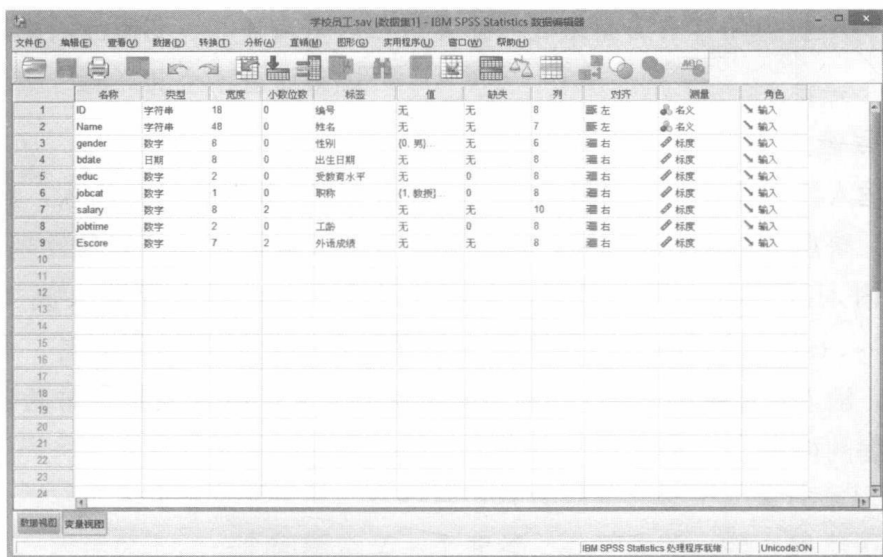 学校员工.sav [数据集1] - IBM SPSS Statistics 数据编辑器
文件(F) 编辑(E) 查看(V) 数据(D) 转换(T) 分析(A) 直销(M) 图形(G) 实用程序(U) 窗口(W) 帮助(H)
名称 类型 宽度 小数位数 标签 值 缺失 列 对齐 测量 角色
1 ID 字符串 18 0 编号 无 无 8 左 名义 输入
2 Name 字符串 48 0 姓名 无 无 7 左 名义 输入
3 gender 数字 6 0 性别 {0, 男}... 无 6 右 标度 输入
4 bdate 日期 8 0 出生日期 无 无 8 右 标度 输入
5 educ 数字 2 0 受教育水平 无 0 8 右 标度 输入
6 jobcat 数字 1 0 职称 {1, 教授}... 0 8 右 标度 输入
7 salary 数字 8 2 无 无 10 右 标度 输入
8 jobtime 数字 2 0 工龄 无 0 8 右 标度 输入
9 Escore 数字 7 2 外语成绩 无 无 8 右 标度 输入
10
11
12
13
14
15
16
17
18
19
20
21
22
23
24
数据视图 变量视图
IBM SPSS Statistics 处理程序就绪 Unicode:ON